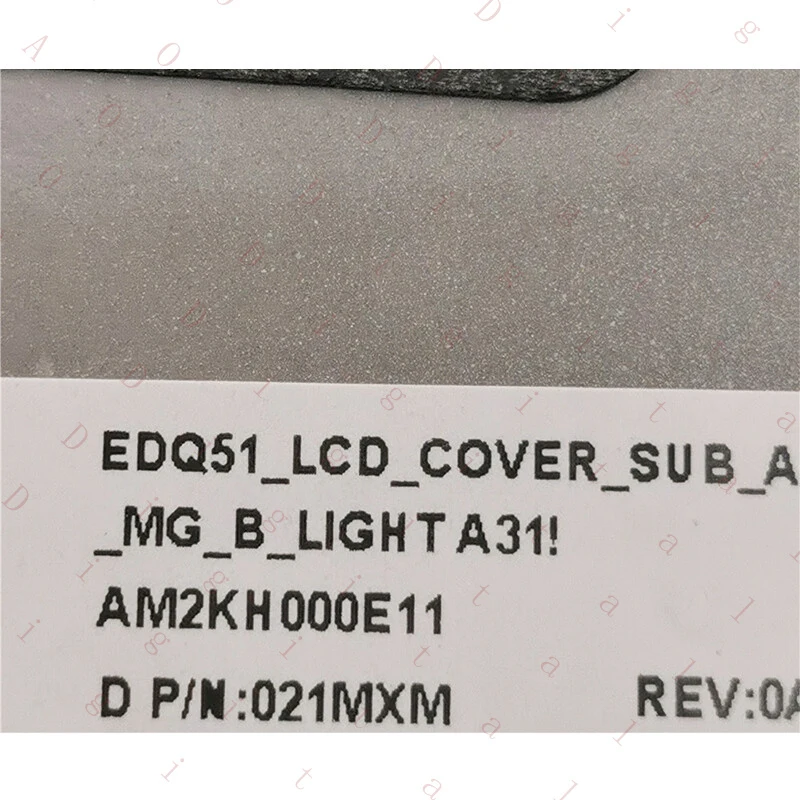 EDQ51_LCD_COVER_SUB_A
_MG_B_LIGHT A31!
AM2KH000E11
D P/N:021MXM REV:0A